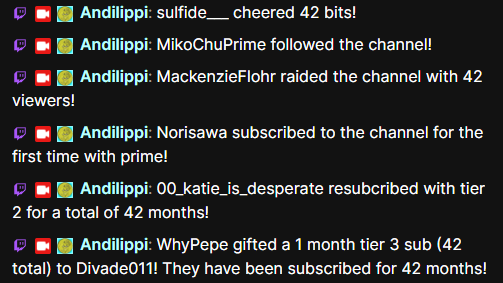 Andilippi: sulfide___ cheered 42 bits!
Andilippi: MikoChuPrime followed the channel!
Andilippi: MackenzieFlohr raided the channel with 42
viewers!
Andilippi: Norisawa subscribed to the channel for the
first time with prime!
Andilippi: 00_katie_is_desperate resubcribed with tier
2 for a total of 42 months!
Andilippi: WhyPepe gifted a 1 month tier 3 sub (42
total) to Divade011! They have been subscribed for 42 months!